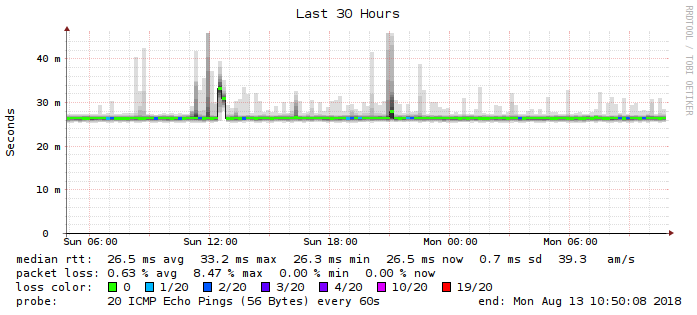 Last 30 Hours
RRDTOOL / TOBI OETIKER
Seconds
40 m
30 m
20 m
10 m
0
Sun 06:00 Sun 12:00 Sun 18:00 Mon 00:00 Mon 06:00
median rtt: 26.5 ms avg 33.2 ms max 26.3 ms min 26.5 ms now 0.7 ms sd 39.3 am/s
packet loss: 0.63 % avg 8.47 % max 0.00 % min 0.00 % now
loss color: 0 1/20 2/20 3/20 4/20 10/20 19/20
probe: 20 ICMP Echo Pings (56 Bytes) every 60s end: Mon Aug 13 10:50:08 2018